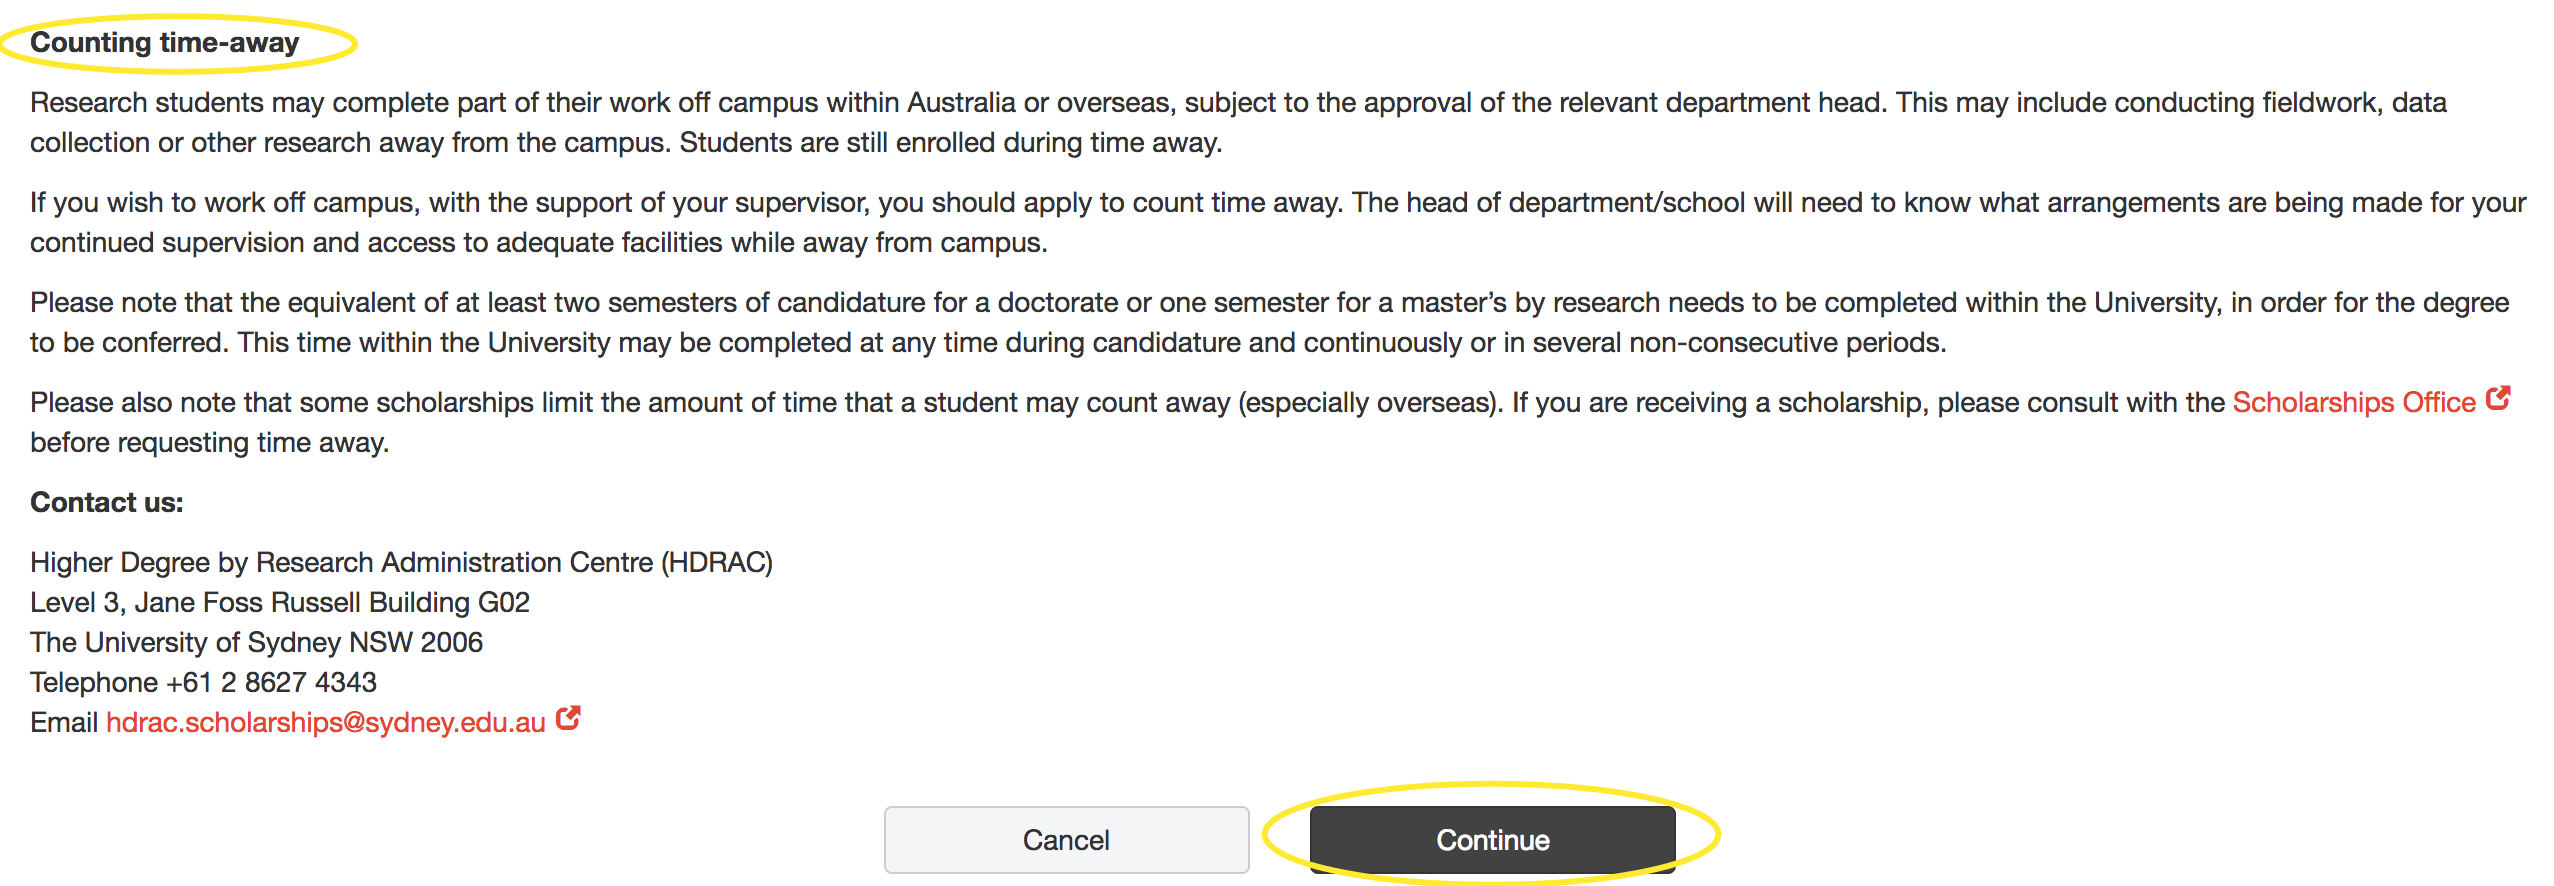 Counting time-away
Research students may complete part of their work off campus within Australia or overseas, subject to the approval of the relevant department head. This may include conducting fieldwork, data
collection or other research away from the campus. Students are still enrolled during time away.
If you wish to work off campus, with the support of your supervisor, you should apply to count time away. The head of department/school will need to know what arrangements are being made for your
continued supervision and access to adequate facilities while away from campus.
Please note that the equivalent of at least two semesters of candidature for a doctorate or one semester for a master’s by research needs to be completed within the University, in order for the degree
to be conferred. This time within the University may be completed at any time during candidature and continuously or in several non-consecutive periods.
Please also note that some scholarships limit the amount of time that a student may count away (especially overseas). If you are receiving a scholarship, please consult with the Scholarships Office
before requesting time away.
Contact us:
Higher Degree by Research Administration Centre (HDRAC)
Level 3, Jane Foss Russell Building G02
The University of Sydney NSW 2006
Telephone +61 2 8627 4343
Email hdrac.scholarships@sydney.edu.au
Cancel
Continue